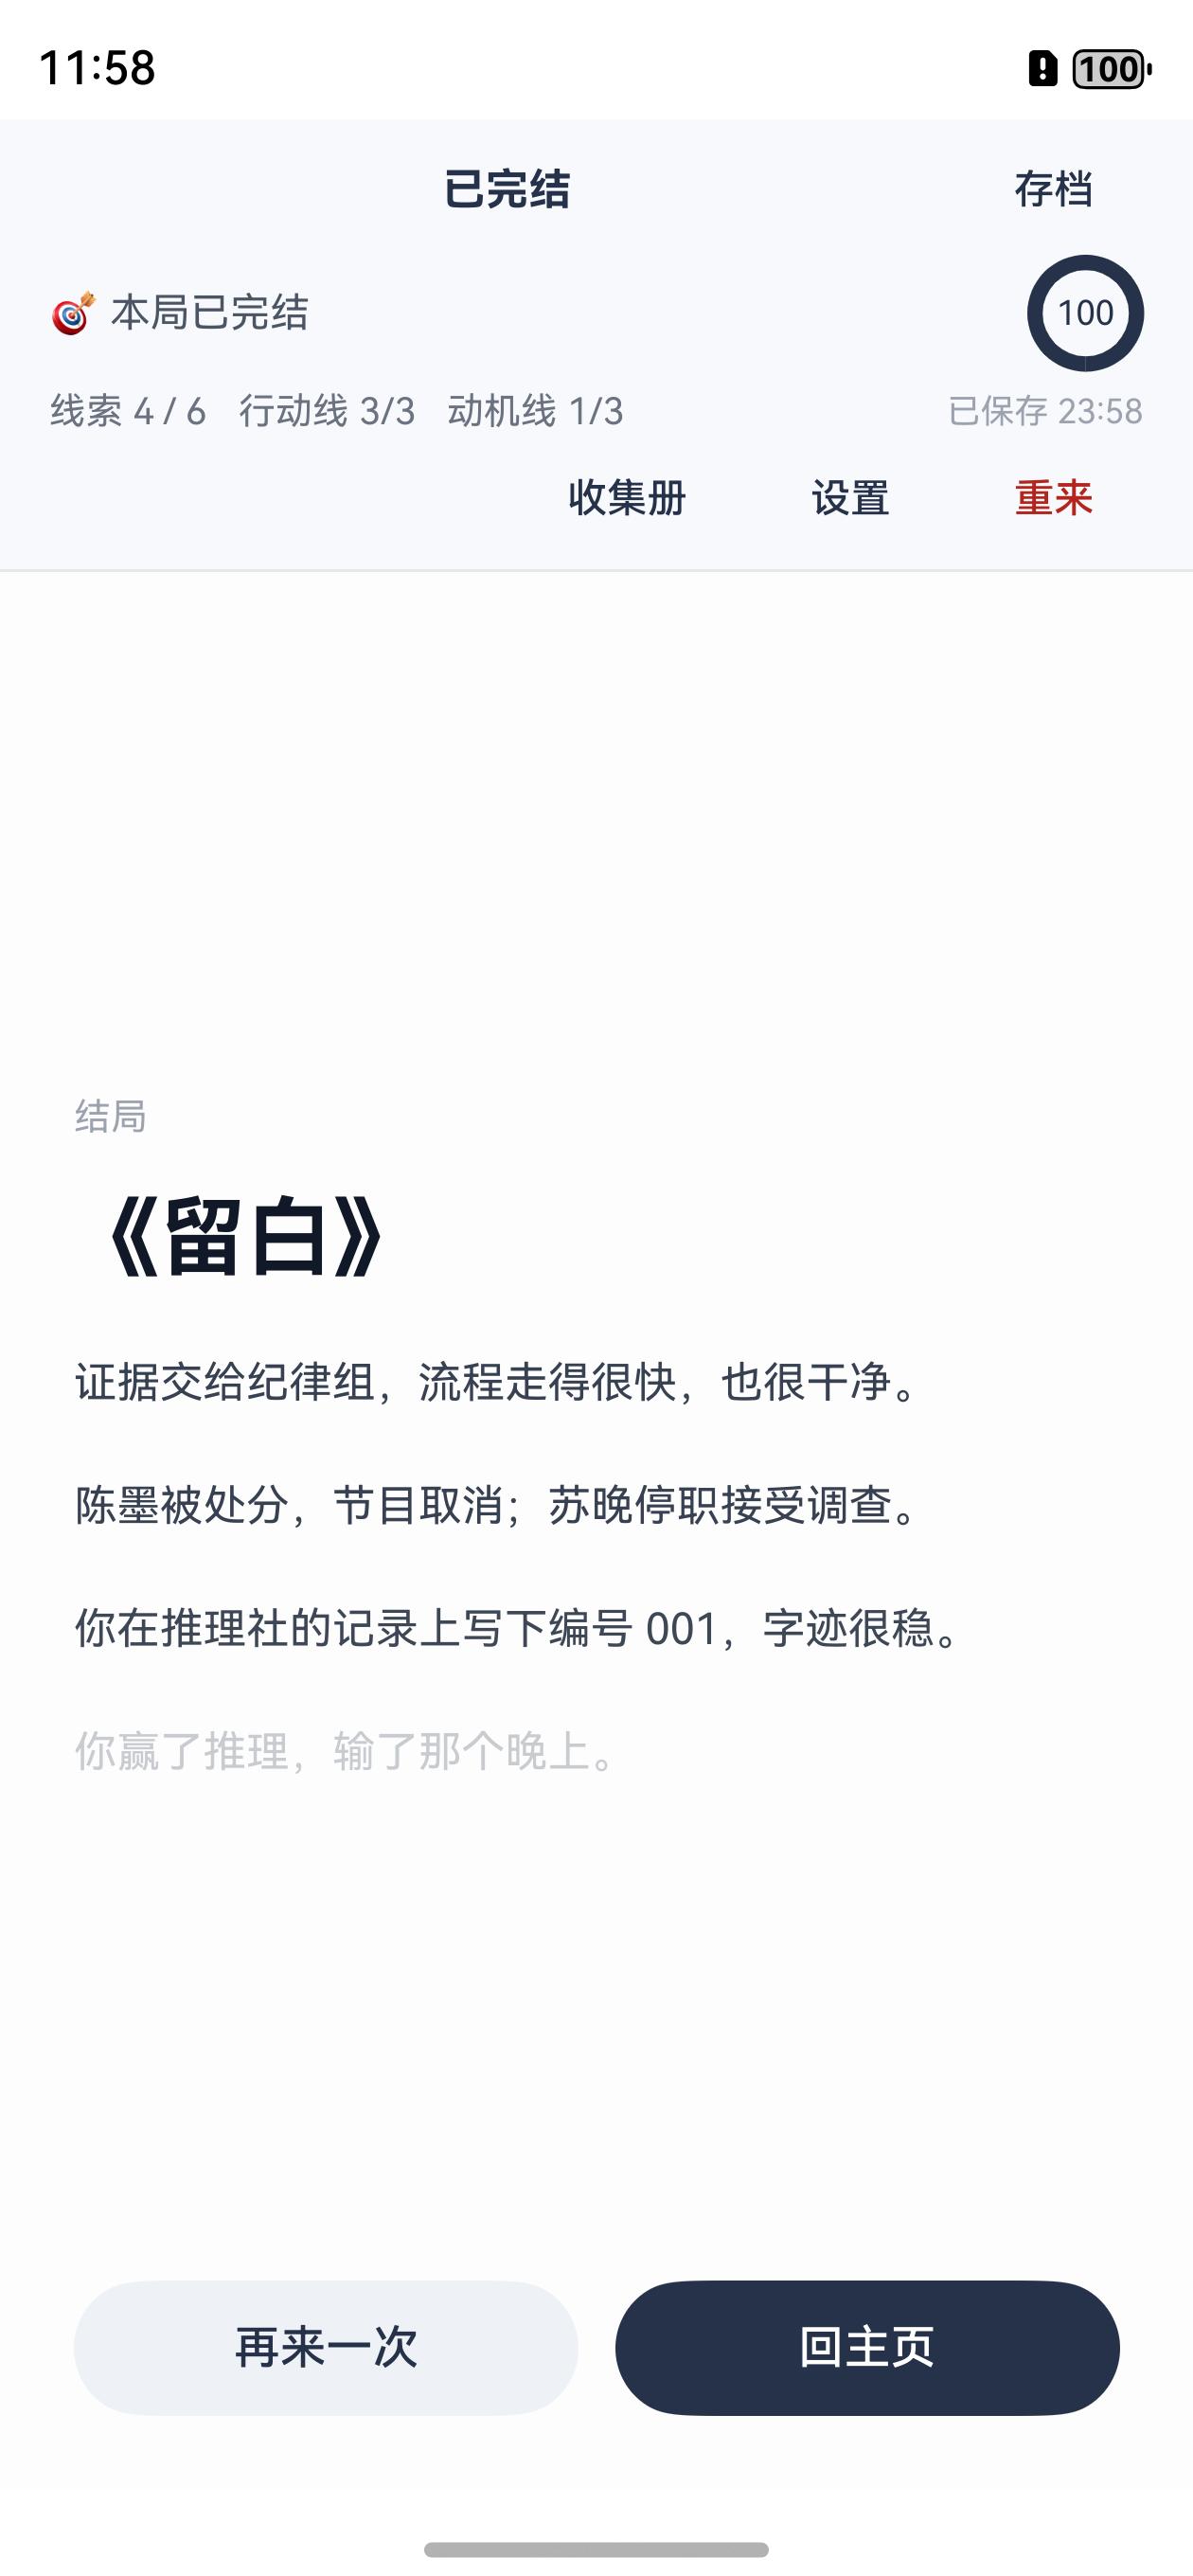 11:58
100
已完结
存档
本局已完结
100
线索 4 / 6 行动线 3/3 动机线 1/3
已保存 23:58
收集册
设置
重来
结局
《留白》
证据交给纪律组，流程走得很快，也很干净。
陈墨被处分，节目取消；苏晚停职接受调查。
你在推理社的记录上写下编号 001，字迹很稳。
你赢了推理，输了那个晚上。
再来一次
回主页